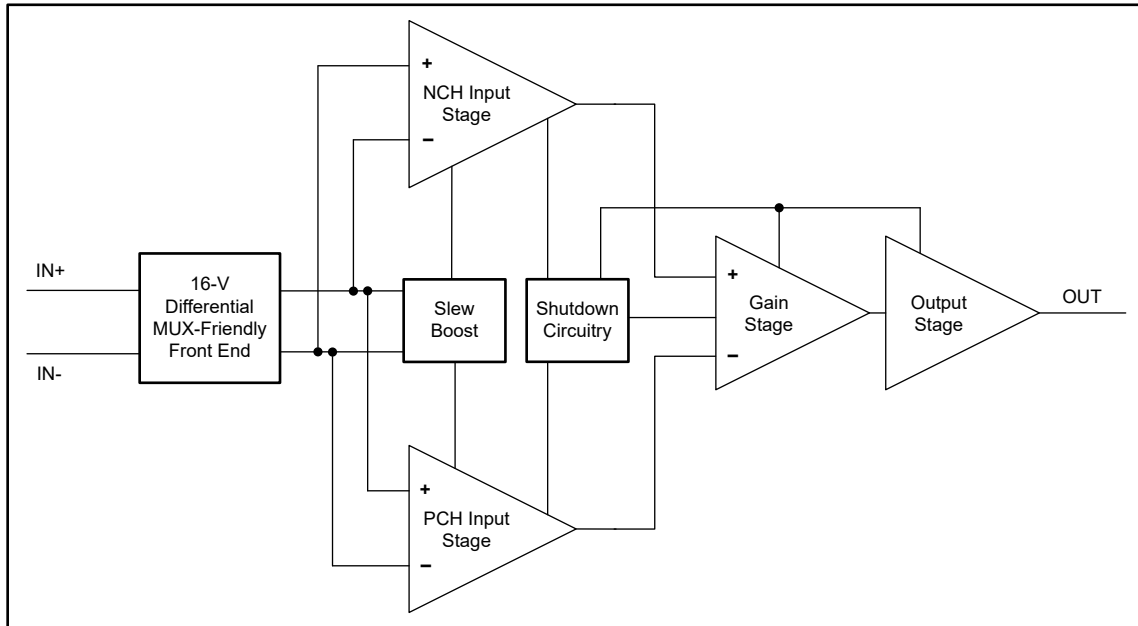 +
NCH Input
Stage
−
IN+
IN-
16-V
Differential
MUX-Friendly
Front End
Slew
Boost
Shutdown
Circuitry
+
Gain
Stage
−
Output
Stage
OUT
+
PCH Input
Stage
−